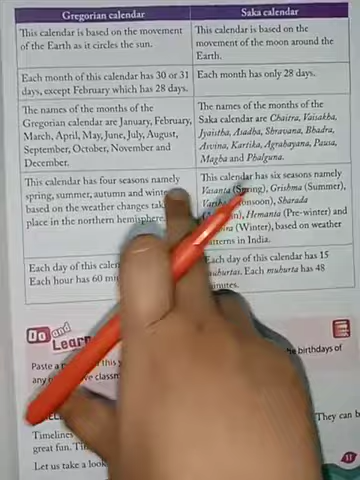 Gregorian calendar
Saka calendar
This calendar is based on the movement
of the Earth as it circles the sun.
This calendar is based on the
movement of the moon around the
Earth.
Each month of this calendar has 30 or 31
days, except February which has 28 days.
Each month has only 28 days.
The names of the months of the
Gregorian calendar are January, February,
March, April, May, June, July, August,
September, October, November and
December.
The names of the months of the
Saka calendar are Chaitra, Vaisakha,
Jyaistha, Asadha, Shravana, Bhadra,
Asvina, Kartika, Agrahayana, Pausa,
Magha and Phalguna.
This calendar has four seasons namely
spring, summer, autumn and
based on the weather changes
place in the northern hemisphere.
This calendar has six seasons namely
Vasanta (Spring), Grishma (Summer),
Sharada
Hemanta (Pre-winter) and
(Winter), based on weather
in India.
Each day of this
Each hour has 60
Each day of this calendar has 15
Each muhurta has 48
Do and
Learn
Paste a
this
birthdays of
any
They can b
Timelines
great fun.
Let us take a look
11